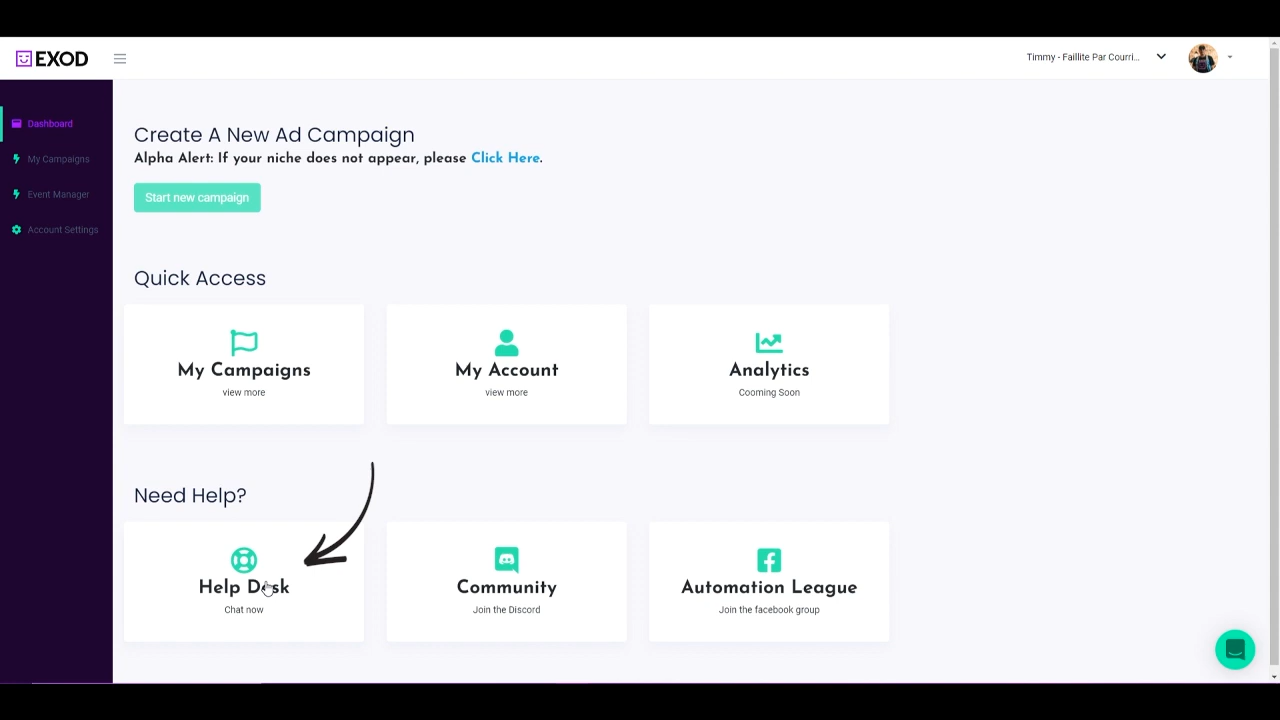 EXOD
Timmy - Faillite Par Courri...
Dashboard
My Campaigns
Event Manager
Account Settings
Create A New Ad Campaign
Alpha Alert: If your niche does not appear, please Click Here.
Start new campaign
Quick Access
My Campaigns
view more
My Account
view more
Analytics
Cooming Soon
Need Help?
Help Desk
Chat now
Community
Join the Discord
Automation League
Join the facebook group